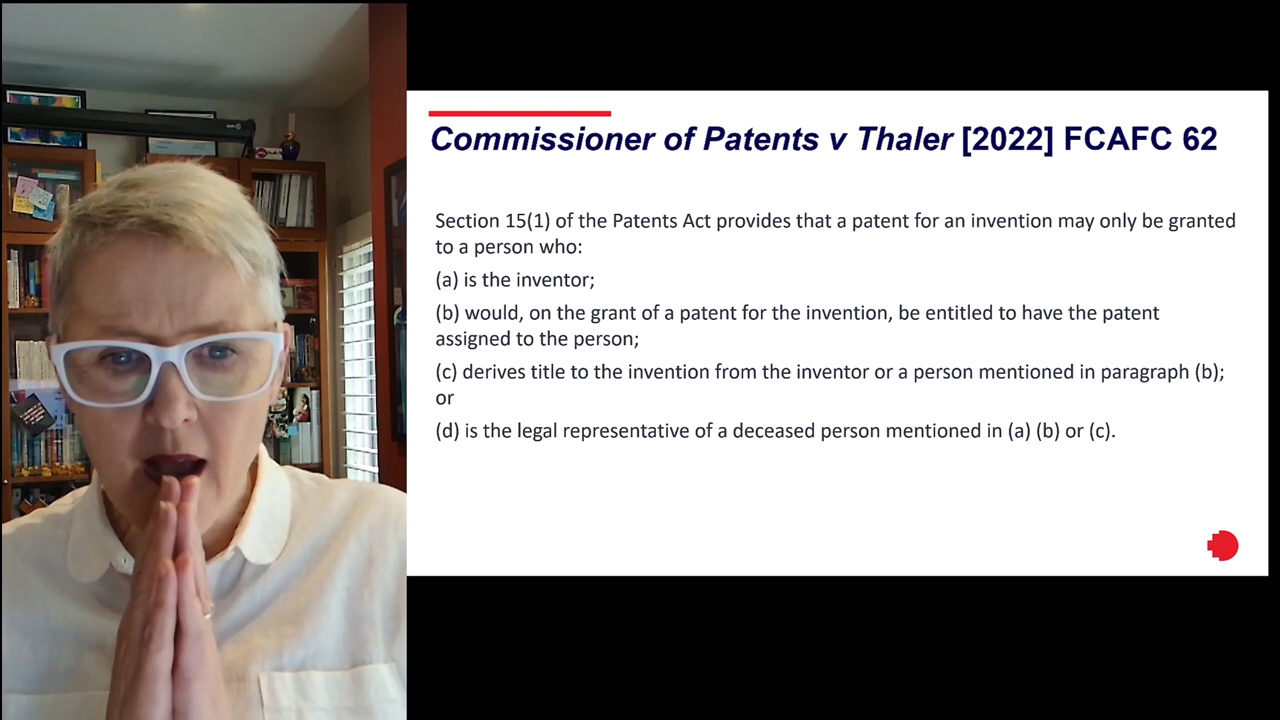 Commissioner of Patents v Thaler [2022] FCAFC 62
Section 15(1) of the Patents Act provides that a patent for an invention may only be granted
to a person who:
(a) is the inventor;
(b) would, on the grant of a patent for the invention, be entitled to have the patent
assigned to the person;
(c) derives title to the invention from the inventor or a person mentioned in paragraph (b);
or
(d) is the legal representative of a deceased person mentioned in (a) (b) or (c).